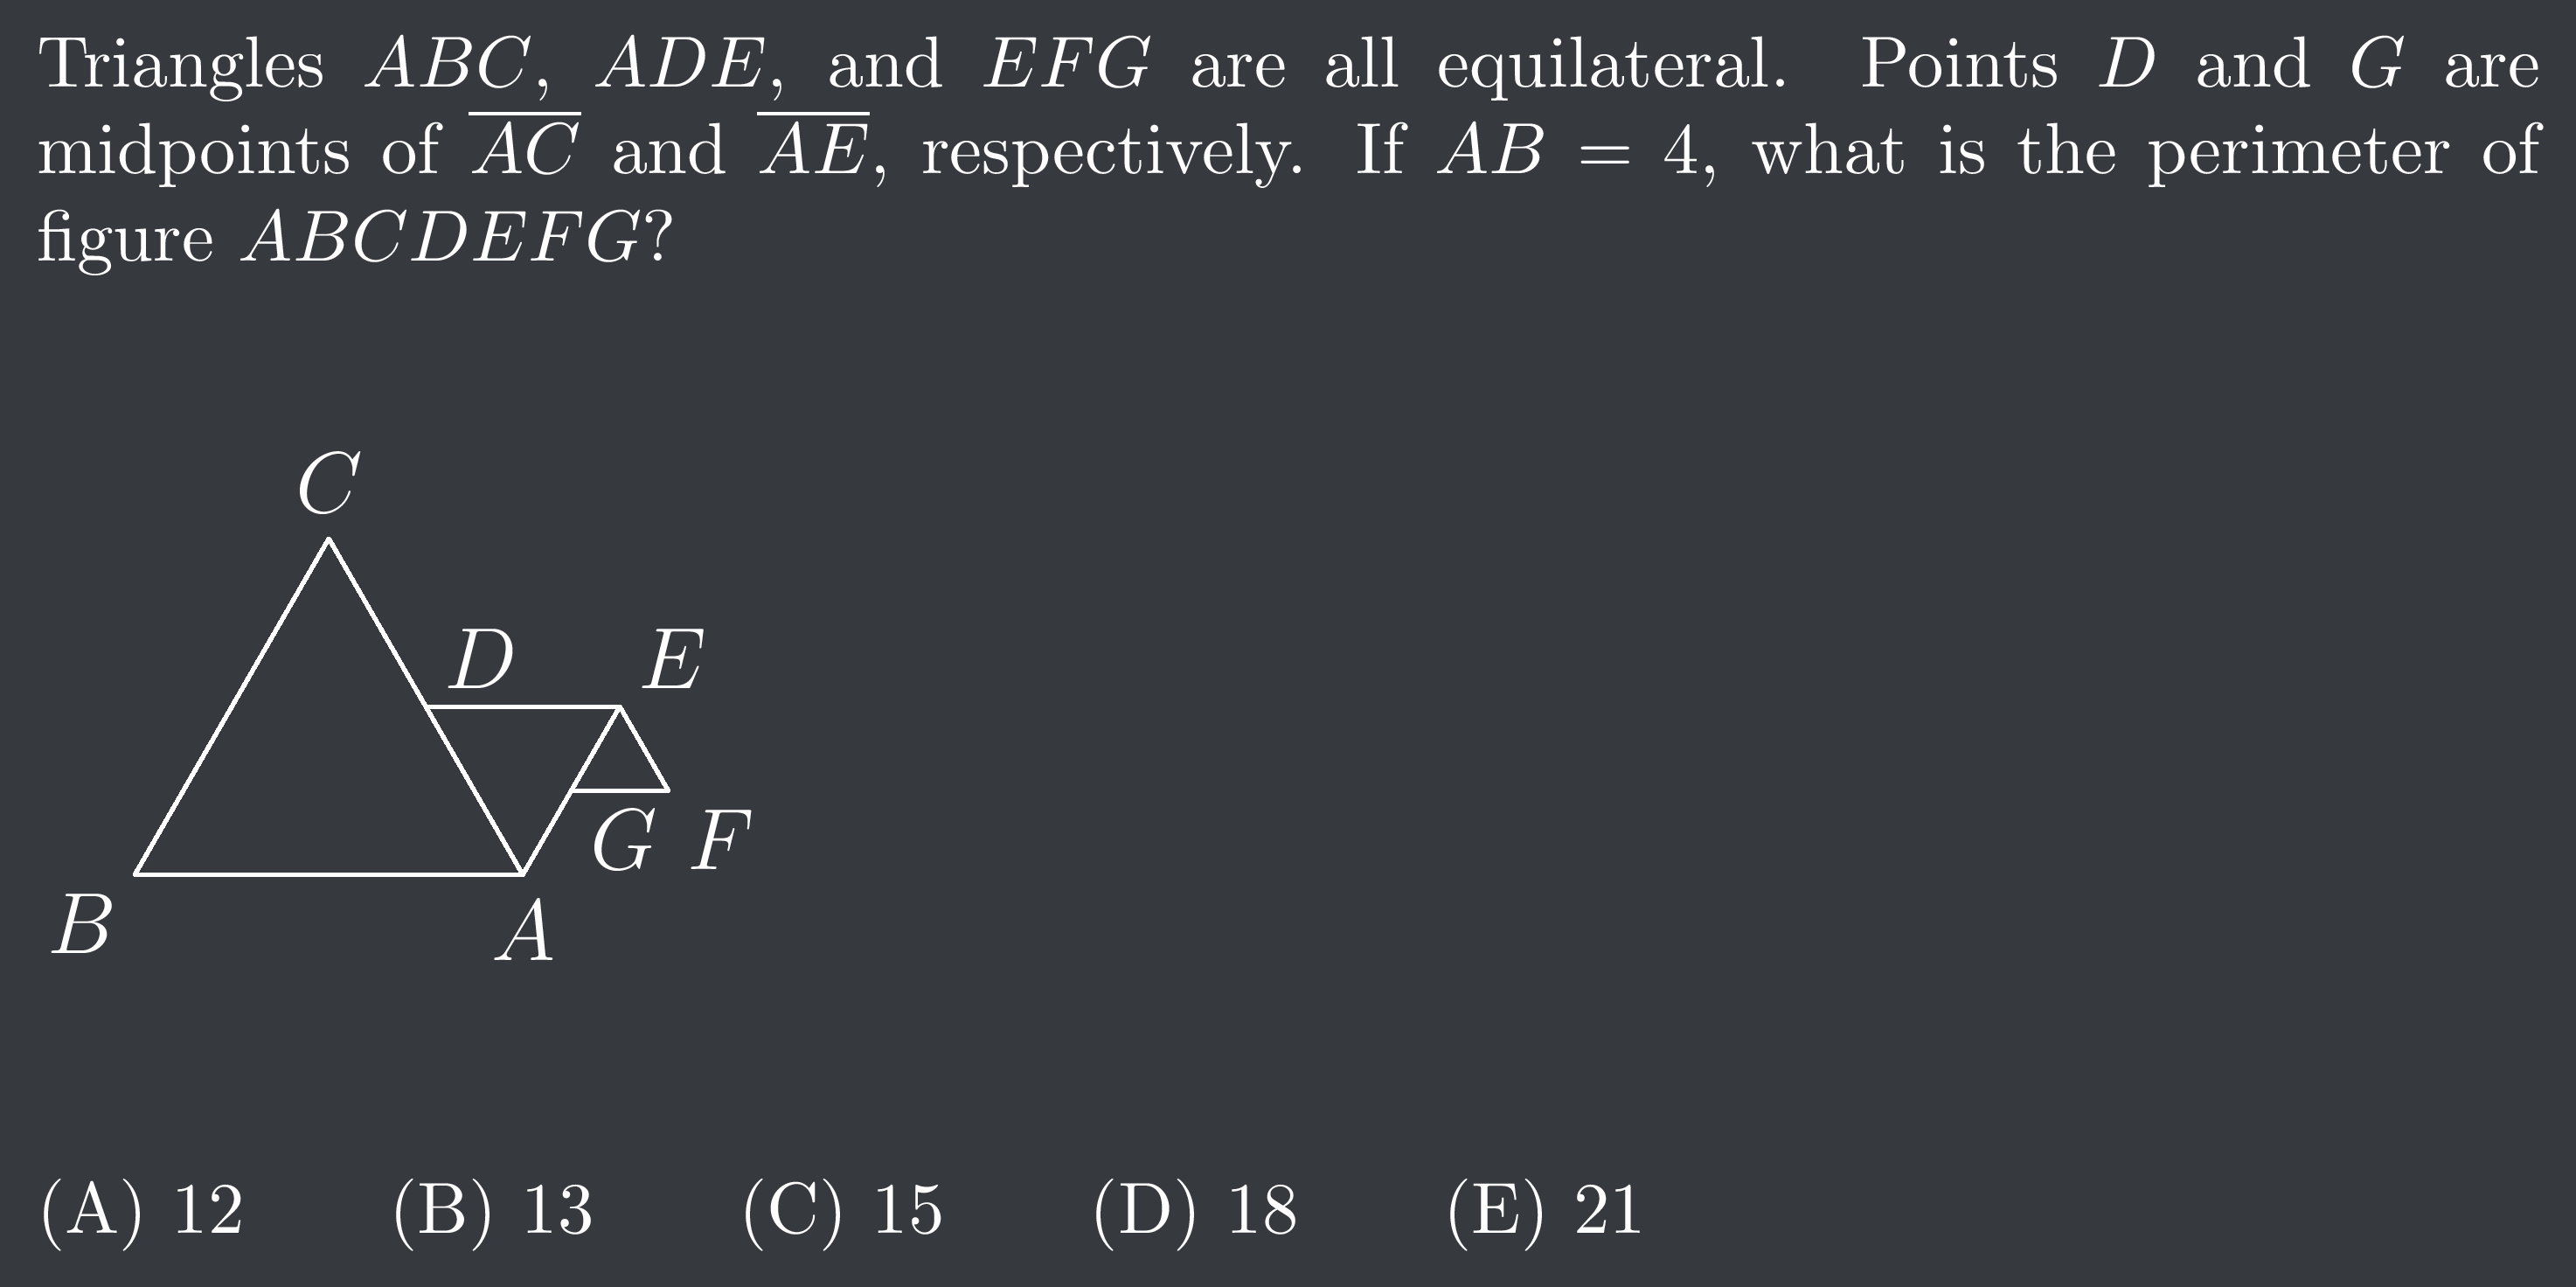 Triangles ABC, ADE, and EFG are all equilateral. Points D and G are
midpoints of \overline{AC} and \overline{AE}, respectively. If AB = 4, what is the perimeter of
figure ABCDEFG?
C
D E
G F
B A
(A) 12 (B) 13 (C) 15 (D) 18 (E) 21